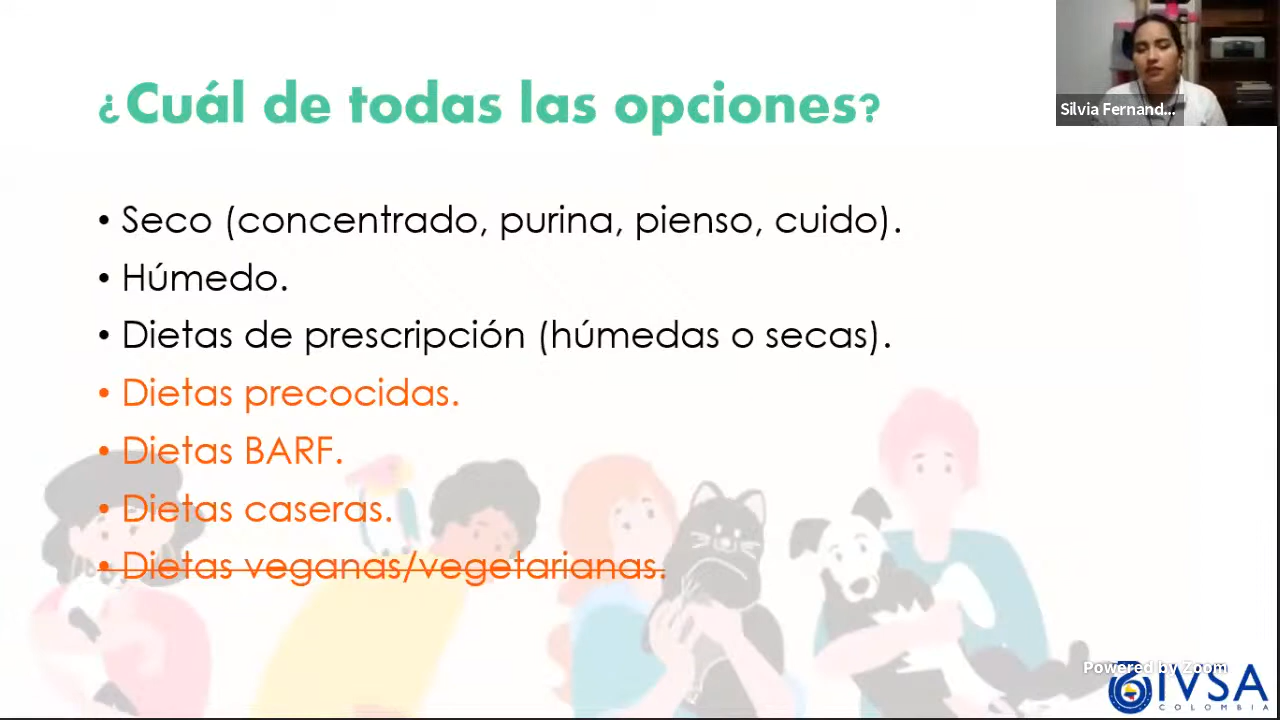 ¿Cuál de todas las opciones?
Silvia Fernand...
• Seco (concentrado, purina, pienso, cuido).
• Húmedo.
• Dietas de prescripción (húmedas o secas).
• Dietas precocidas.
• Dietas BARF.
• Dietas caseras.
• Dietas veganas/vegetarianas.
Powered by Zoom
IVSA
COLOMBIA